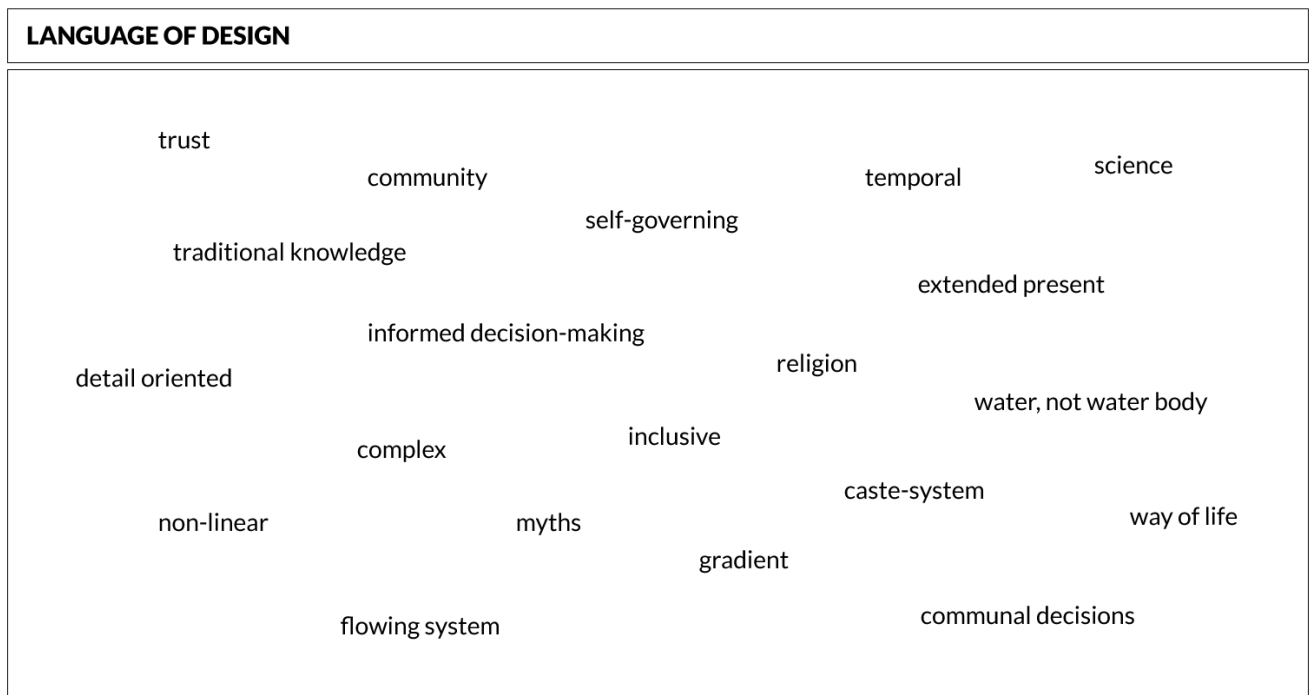 LANGUAGE OF DESIGN
trust
science
community
temporal
self-governing
traditional knowledge
extended present
informed decision-making
religion
detail oriented
water, not water body
inclusive
complex
caste-system
way of life
non-linear
myths
gradient
communal decisions
flowing system